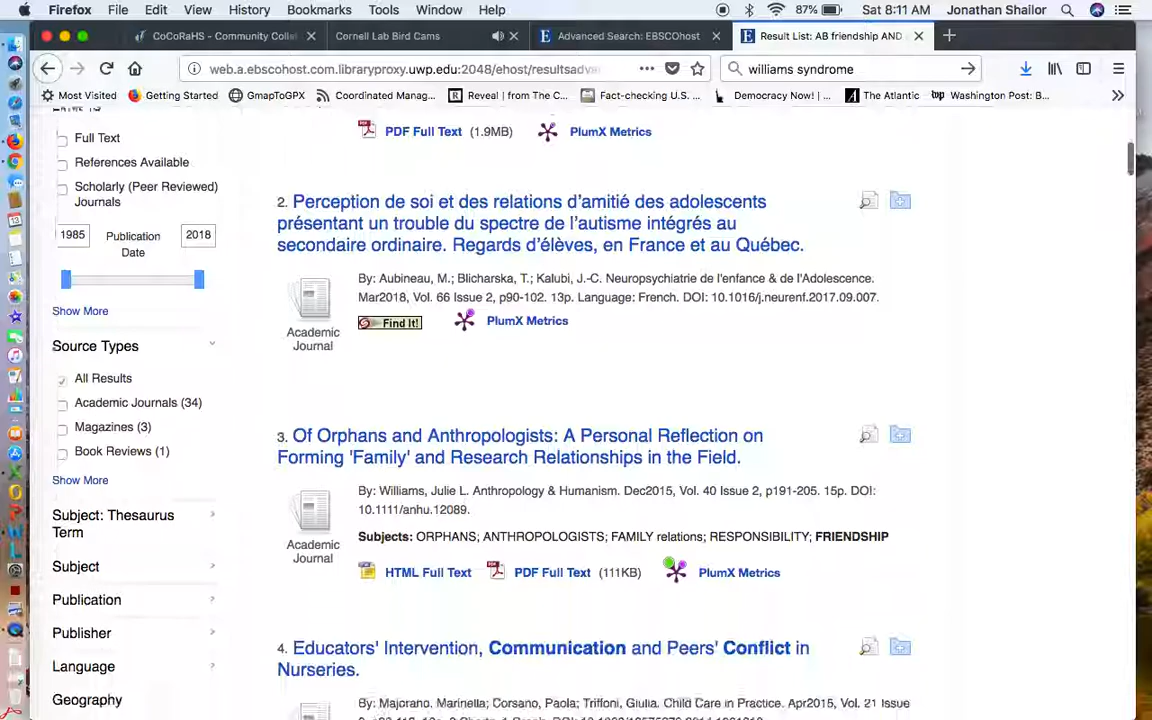 Firefox File Edit View History Bookmarks Tools Window Help 87% Sat 8:11 AM Jonathan Shailor
CoCoRaHS - Community Colla Cornell Lab Bird Cams Advanced Search: EBSCOhost Result List: AB friendship AND
web.a.ebscohost.com.libraryproxy.uwp.edu:2048/ehost/resultsadva williams syndrome
Most Visited Getting Started GmapToGPX Coordinated Manag... Reveal | from The C... Fact-checking U.S. ... Democracy Now! | ... The Atlantic Washington Post: B...
Full Text
References Available
Scholarly (Peer Reviewed)
Journals
1985 Publication Date 2018
Show More
Source Types
All Results
Academic Journals (34)
Magazines (3)
Book Reviews (1)
Show More
Subject: Thesaurus
Term
Subject
Publication
Publisher
Language
Geography
PDF Full Text (1.9MB) PlumX Metrics
2. Perception de soi et des relations d'amitié des adolescents
présentant un trouble du spectre de l'autisme intégrés au
secondaire ordinaire. Regards d'élèves, en France et au Québec.
By: Aubineau, M.; Blicharska, T.; Kalubi, J.-C. Neuropsychiatrie de l'enfance & de l'Adolescence.
Mar2018, Vol. 66 Issue 2, p90-102. 13p. Language: French. DOI: 10.1016/j.neurenf.2017.09.007.
Find It! PlumX Metrics
Academic
Journal
3. Of Orphans and Anthropologists: A Personal Reflection on
Forming 'Family' and Research Relationships in the Field.
By: Williams, Julie L. Anthropology & Humanism. Dec2015, Vol. 40 Issue 2, p191-205. 15p. DOI:
10.1111/anhu.12089.
Subjects: ORPHANS; ANTHROPOLOGISTS; FAMILY relations; RESPONSIBILITY; FRIENDSHIP
Academic
Journal
HTML Full Text PDF Full Text (111KB) PlumX Metrics
4. Educators' Intervention, Communication and Peers' Conflict in
Nurseries.
By: Majorano, Marinella; Corsano, Paola; Triffoni, Giulia. Child Care in Practice. Apr2015, Vol. 21 Issue